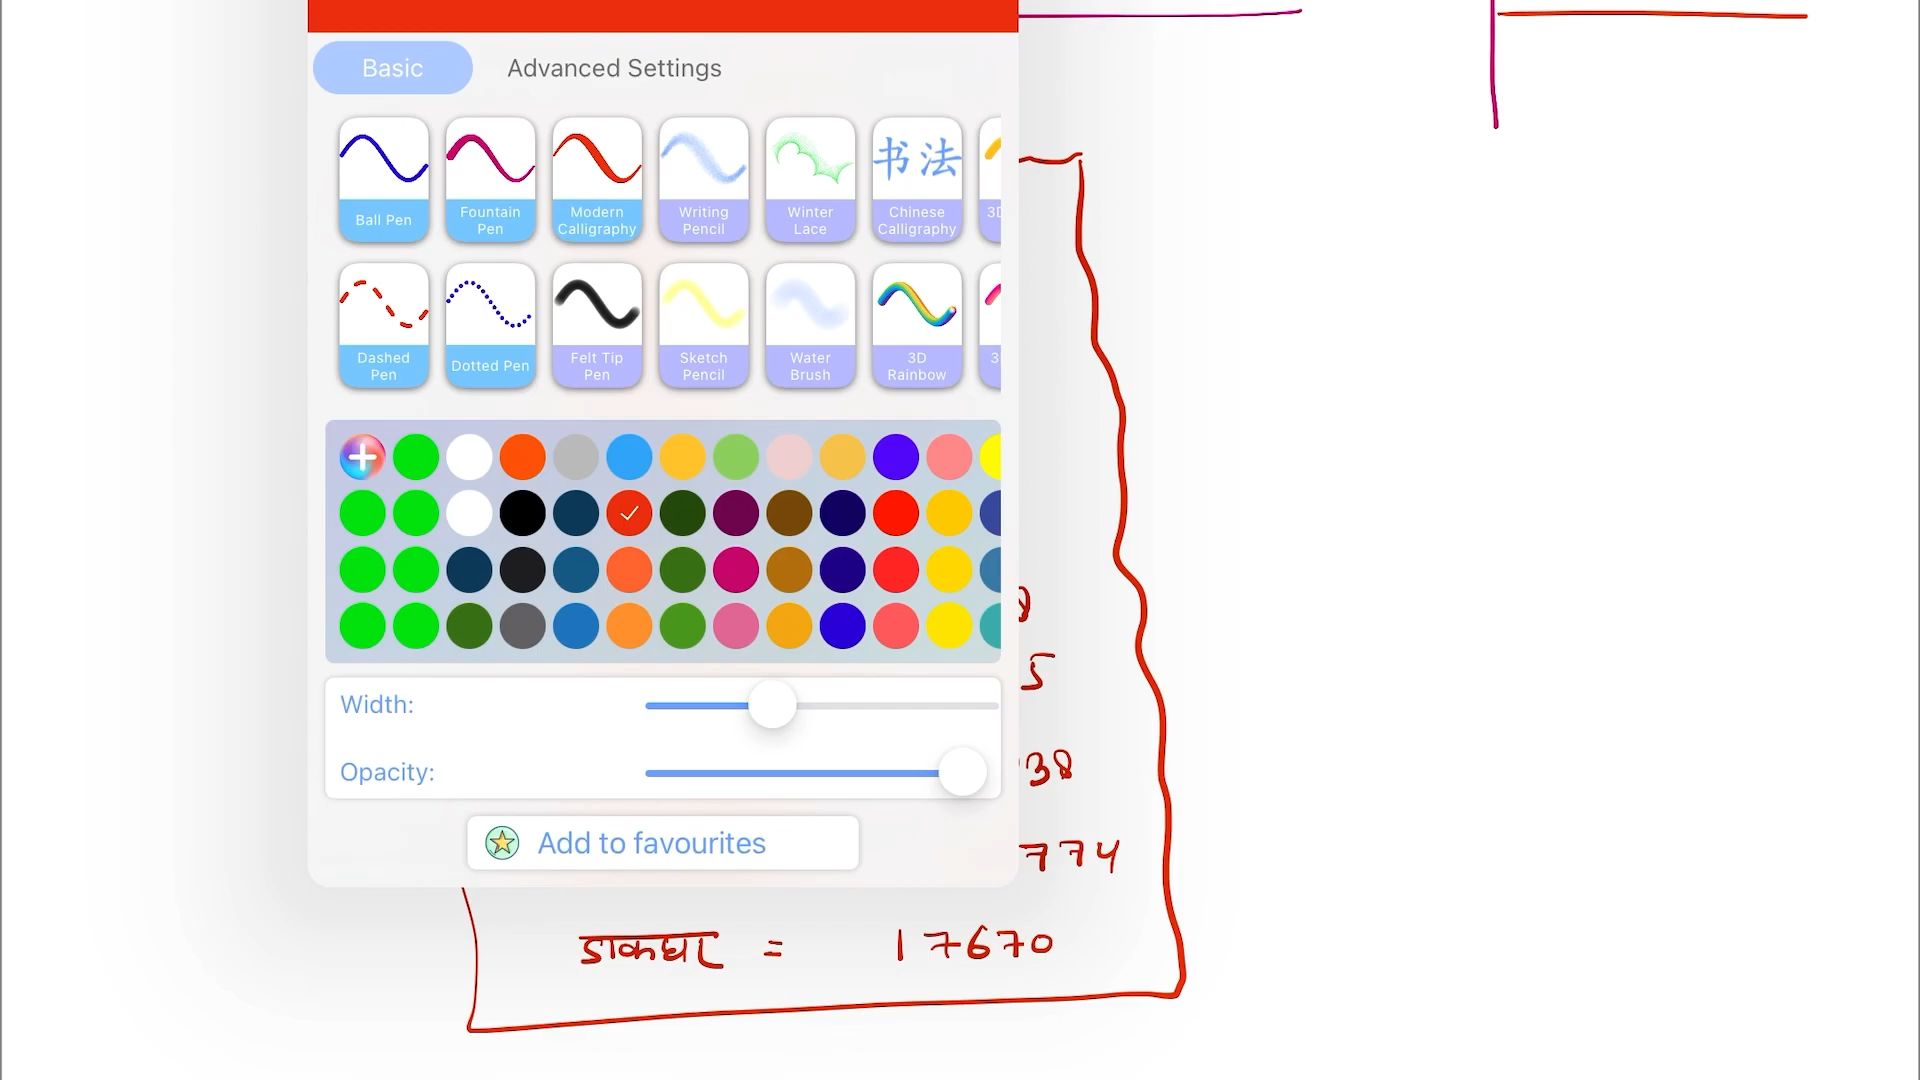 Basic Advanced Settings
Ball Pen
Fountain Pen
Modern Calligraphy
Writing Pencil
Winter Lace
书法
Chinese Calligraphy
3D
Dashed Pen
Dotted Pen
Felt Tip Pen
Sketch Pencil
Water Brush
3D Rainbow
3
5
Width:
38
Opacity:
774
Add to favourites
डाकघर = 17670